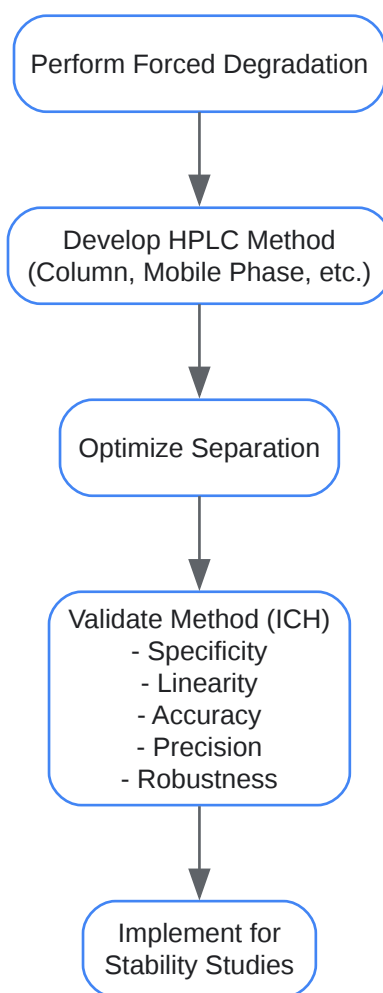 Perform Forced Degradation
Develop HPLC Method
(Column, Mobile Phase, etc.)
Optimize Separation
Validate Method (ICH)
- Specificity
- Linearity
- Accuracy
- Precision
- Robustness
Implement for
Stability Studies